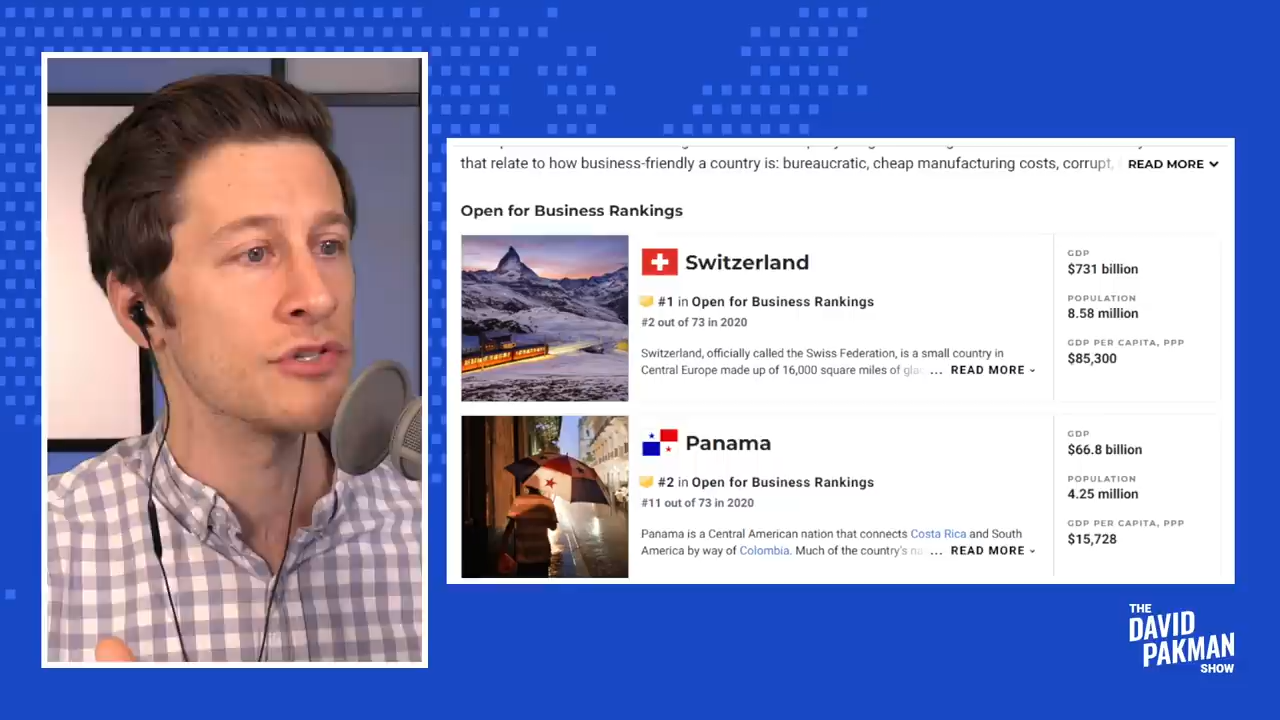 that relate to how business-friendly a country is: bureaucratic, cheap manufacturing costs, corrupt,
READ MORE
Open for Business Rankings
Switzerland
#1 in Open for Business Rankings
#2 out of 73 in 2020
Switzerland, officially called the Swiss Federation, is a small country in
Central Europe made up of 16,000 square miles of ... READ MORE
GDP
$731 billion
POPULATION
8.58 million
GDP PER CAPITA, PPP
$85,300
Panama
#2 in Open for Business Rankings
#11 out of 73 in 2020
Panama is a Central American nation that connects Costa Rica and South
America by way of Colombia. Much of the country's ... READ MORE
GDP
$66.8 billion
POPULATION
4.25 million
GDP PER CAPITA, PPP
$15,728
THE
DAVID
PAKMAN
SHOW